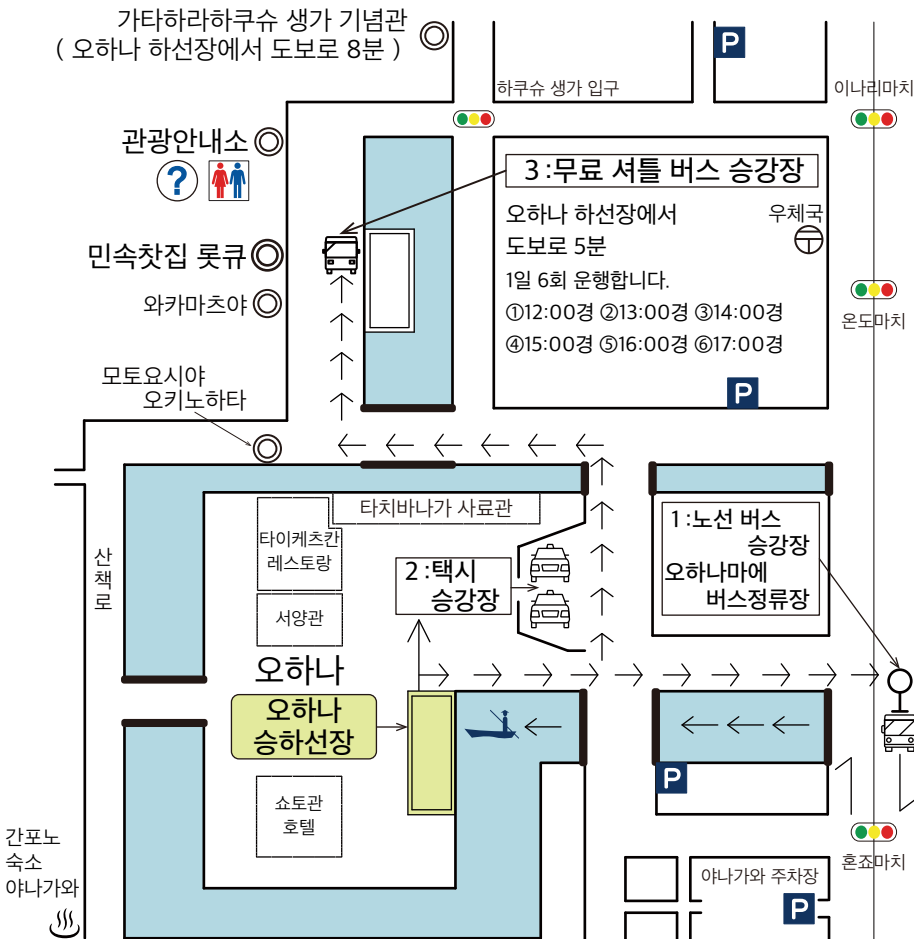 가타하라하쿠슈 생가 기념관
( 오하나 하선장에서 도보로 8분 )
P
하쿠슈 생가 입구
이나리마치
관광안내소
?
3:무료 셔틀 버스 승강장
오하나 하선장에서
도보로 5분
1일 6회 운행합니다.
①12:00경 ②13:00경 ③14:00경
④15:00경 ⑤16:00경 ⑥17:00경
우체국
민속찻집 롯큐
와카마츠야
온도마치
모토요시야
오키노하타
P
타치바나가 사료관
타이케츠칸
레스토랑
산
책
로
2:택시
승강장
1:노선 버스
승강장
오하나마에
버스정류장
서양관
오하나
오하나
승하선장
P
쇼토관
호텔
간포노
숙소
야나가와
혼죠마치
야나가와 주차장
P